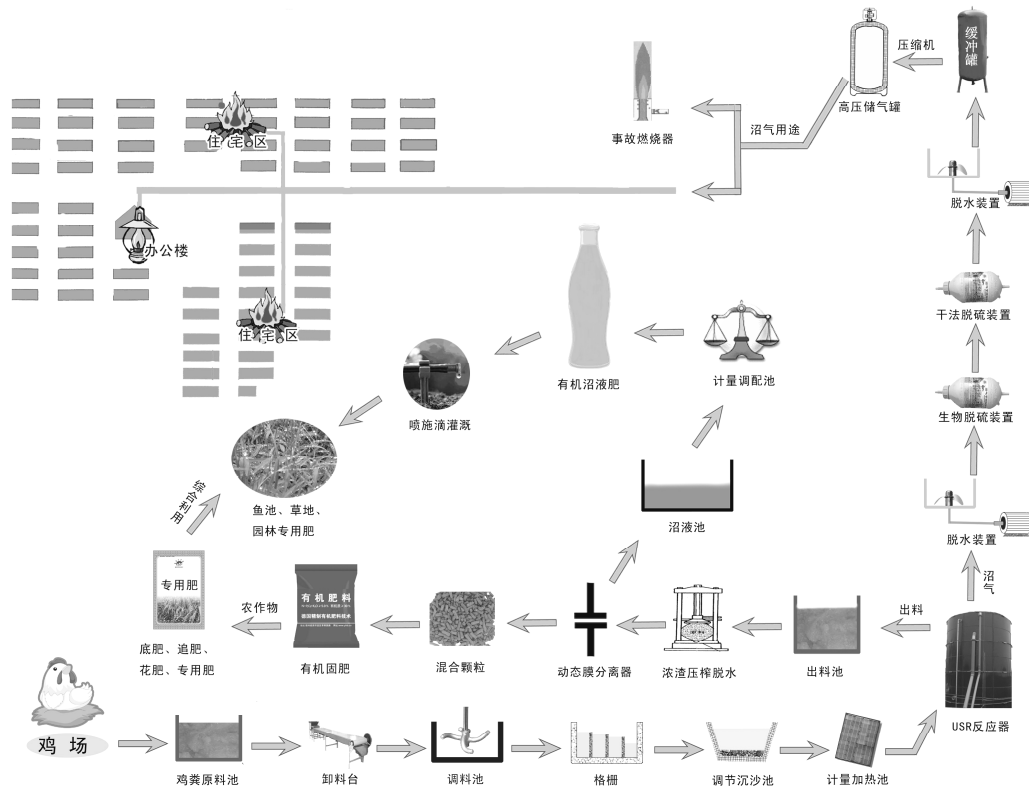 压缩机
缓冲罐
高压储气罐
沼气用途
事故燃烧器
住宅区
脱水装置
办公楼
干法脱硫装置
住宅区
有机沼液肥
计量调配池
喷施滴灌溉
生物脱硫装置
综合利用
鱼池、草地、
园林专用肥
沼液池
脱水装置
沼气
专用肥
有机肥料
农作物
出料
底肥、追肥、
花肥、专用肥
有机固肥
混合颗粒
动态膜分离器
浓渣压榨脱水
出料池
USR反应器
鸡场
鸡粪原料池
卸料台
调料池
格栅
调节沉沙池
计量加热池